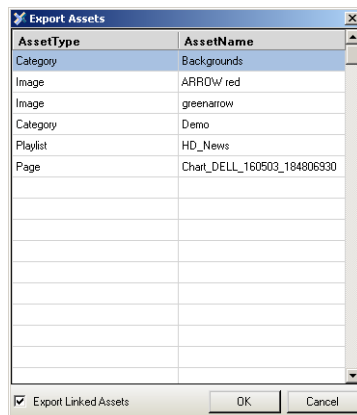 Export Assets
AssetType AssetName
Category Backgrounds
Image ARROW red
Image greenarrow
Category Demo
Playlist HD_News
Page Chart_DELL_160503_184806930
Export Linked Assets OK Cancel